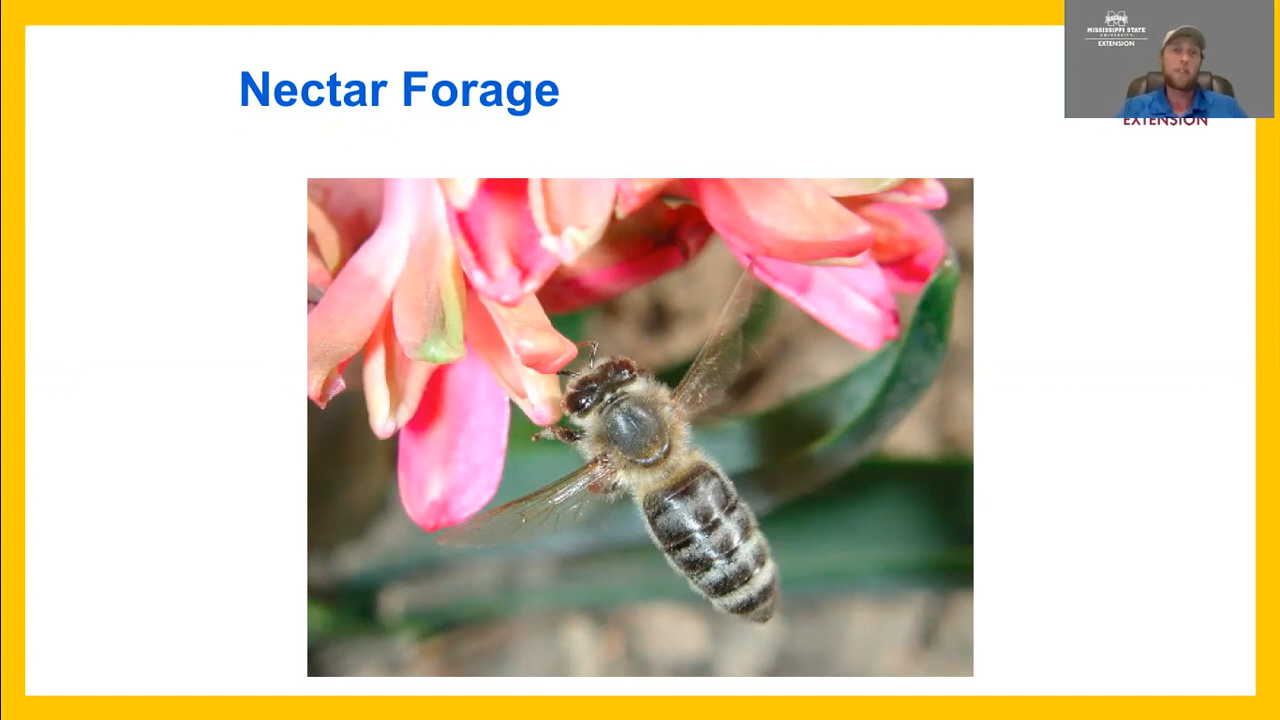 Nectar Forage
MISSISSIPPI STATE
UNIVERSITY
EXTENSION
EXTENSION